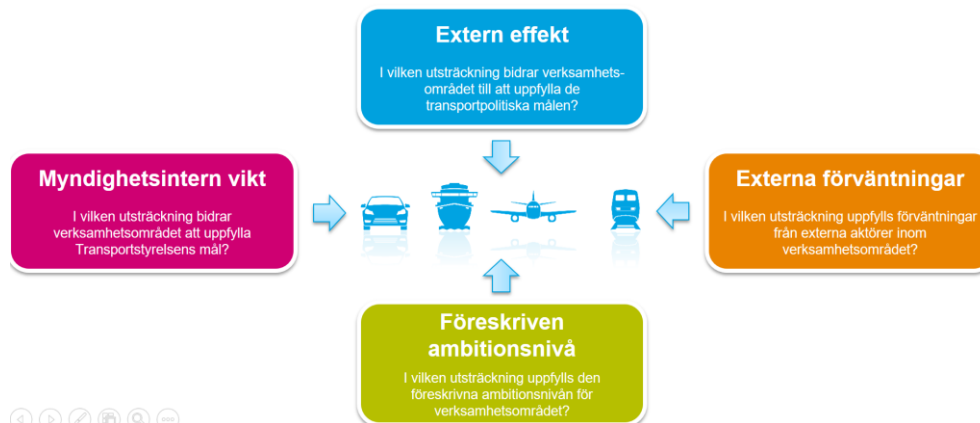 Extern effekt
I vilken utsträckning bidrar verksamhets-
området till att uppfylla de
transportpolitiska målen?
Myndighetsintern vikt
I vilken utsträckning bidrar
verksamhetsområdet att uppfylla
Transportstyrelsens mål?
Externa förväntningar
I vilken utsträckning uppfylls förväntningar
från externa aktörer inom
verksamhetsområdet?
Föreskriven
ambitionsnivå
I vilken utsträckning uppfylls den
föreskrivna ambitionsnivån för
verksamhetsområdet?